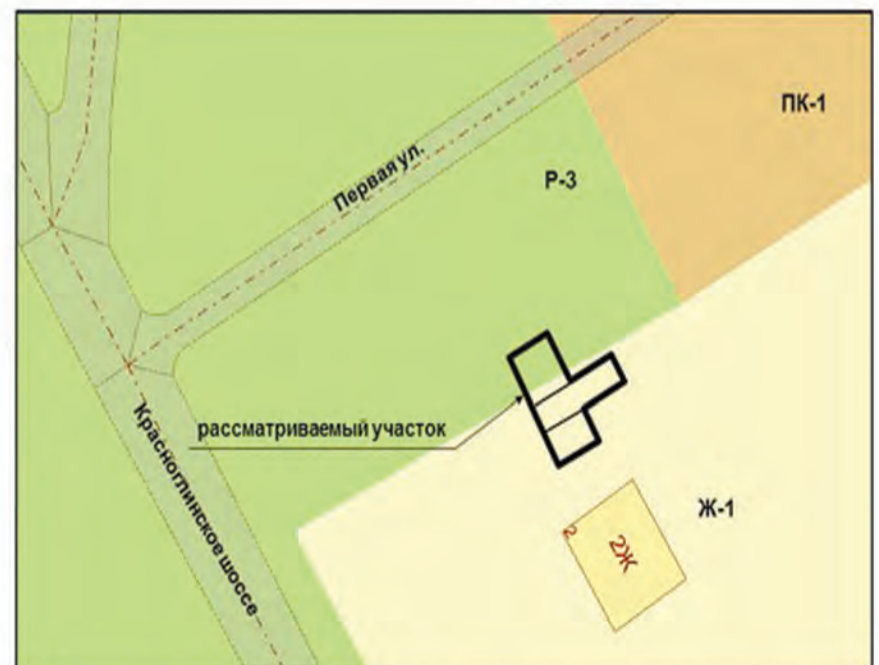 ПК-1
Первая ул.
Р-3
рассматриваемый участок
Красноглинское шоссе
Ж-1
2
2Ж